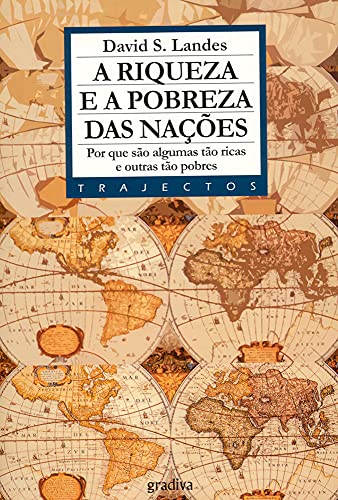 David S. Landes
A RIQUEZA
E A POBREZA
DAS NAÇÕES
Por que são algumas tão ricas
e outras tão pobres
TRAJECTOS
gradiva